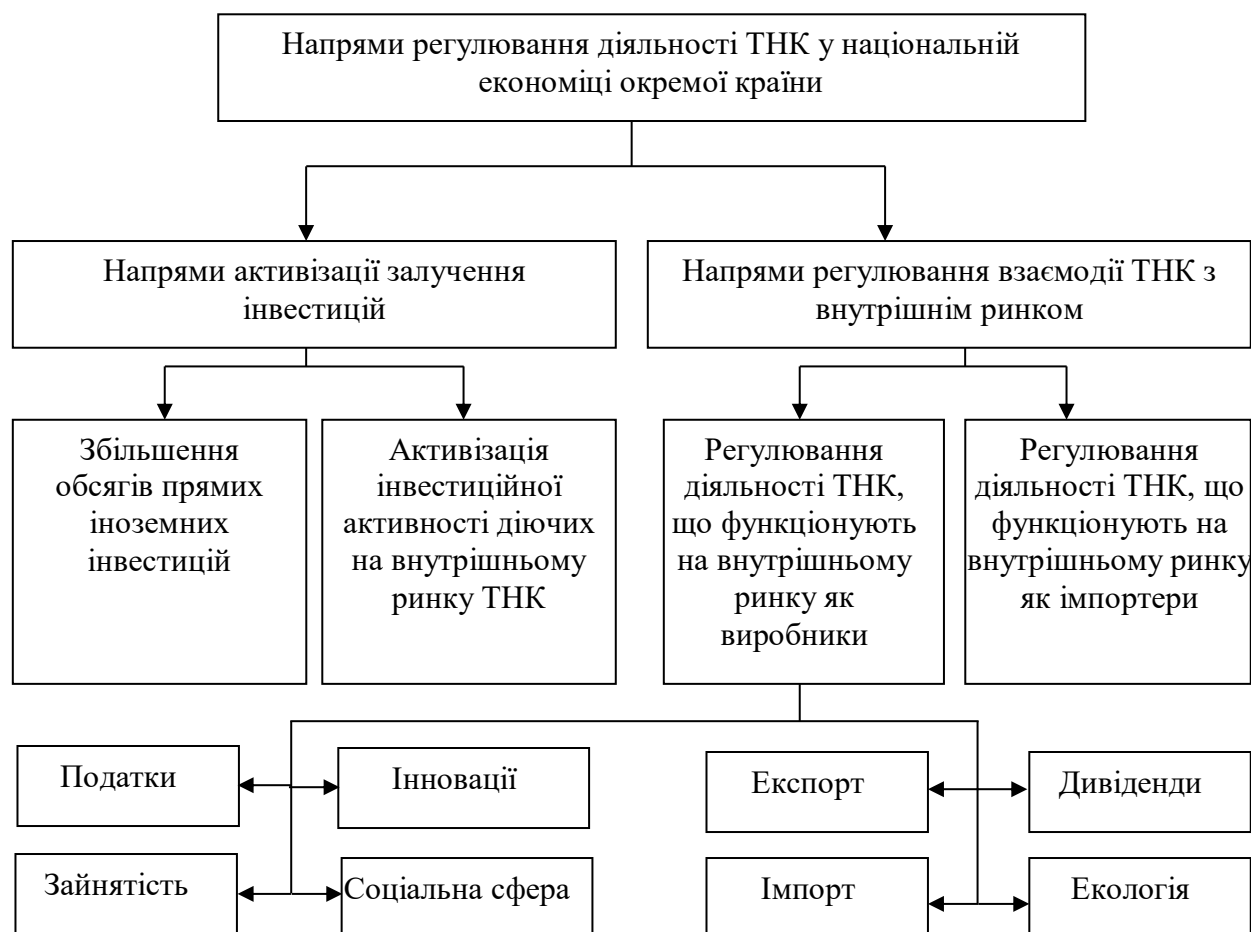 Напрями регулювання діяльності ТНК у національній
економіці окремої країни
Напрями активізації залучення
інвестицій
Напрями регулювання взаємодії ТНК з
внутрішнім ринком
Збільшення
обсягів прямих
іноземних
інвестицій
Активізація
інвестиційної
активності діючих
на внутрішньому
ринку ТНК
Регулювання
діяльності ТНК,
що функціонують
на внутрішньому
ринку як
виробники
Регулювання
діяльності ТНК, що
функціонують на
внутрішньому ринку
як імпортери
Податки
Інновації
Експорт
Дивіденди
Зайнятість
Соціальна сфера
Імпорт
Екологія